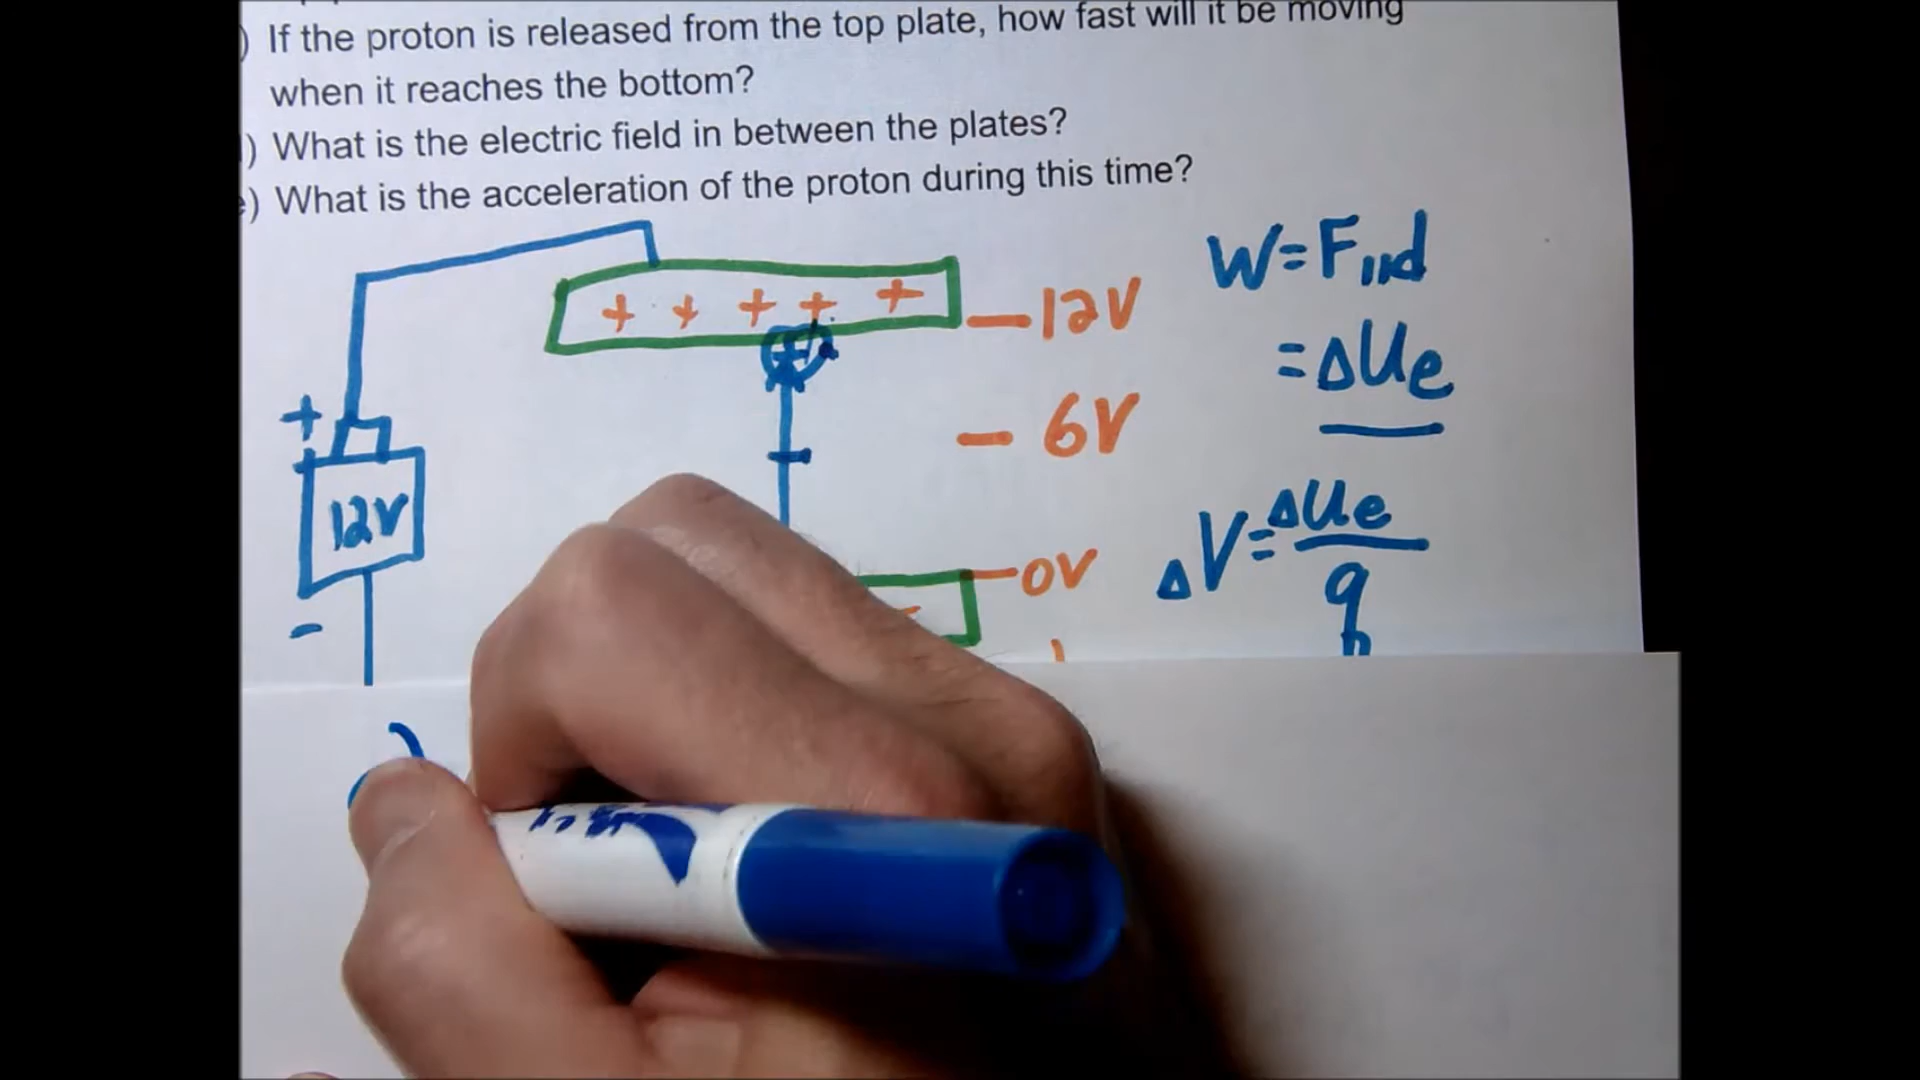 ) If the proton is released from the top plate, how fast will it be moving
when it reaches the bottom?
) What is the electric field in between the plates?
e) What is the acceleration of the proton during this time?
W=F11d
+ + + + +
-12V
=ΔUe
+
- 6V
12V
ΔV=ΔUe/q
-0V
-